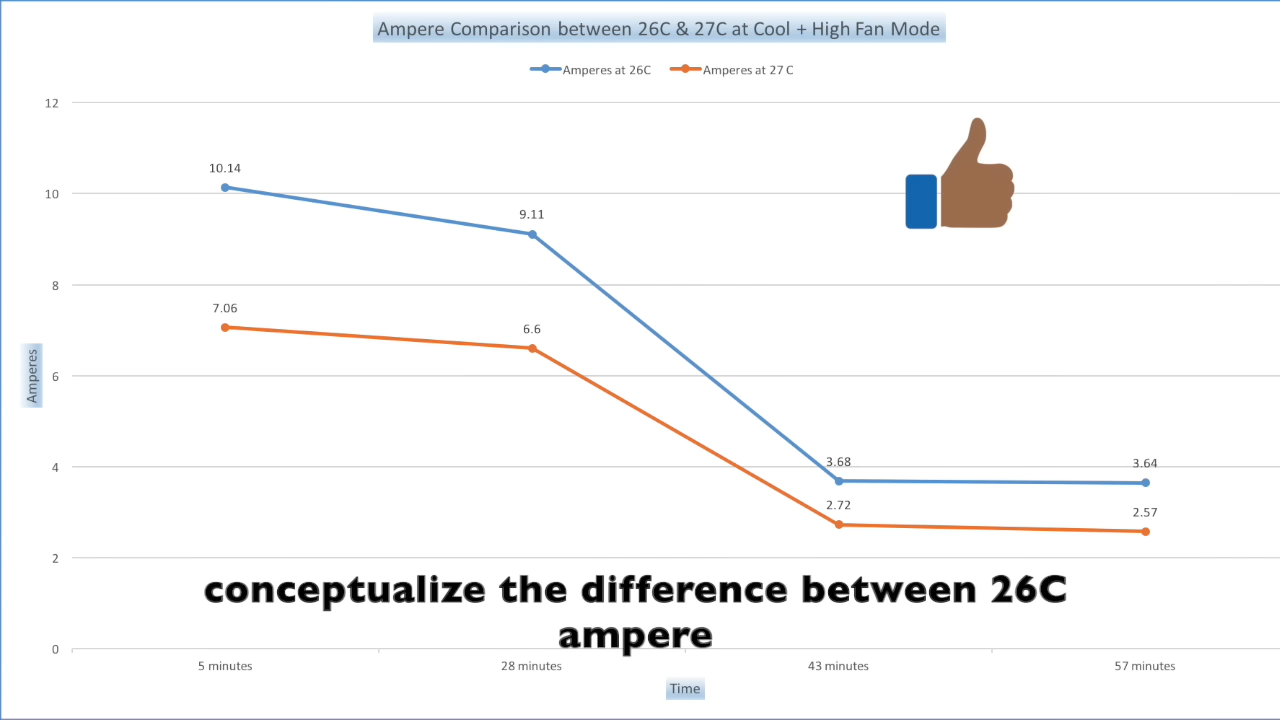 Ampere Comparison between 26C & 27C at Cool + High Fan Mode
Amperes at 26C Amperes at 27 C
12
10.14
10
9.11
8
7.06
6.6
6
Amperes
4
3.68
3.64
2.72
2.57
2
conceptualize the difference between 26C
ampere
0
5 minutes 28 minutes 43 minutes 57 minutes
Time